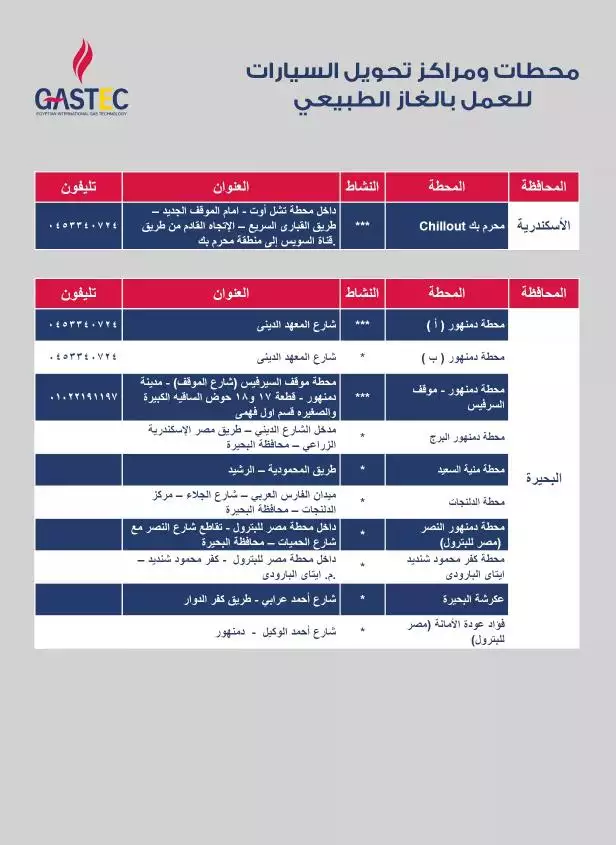 محطات ومراكز تحويل السيارات
للعمل بالغاز الطبيعي
GASTEC
EGYPTIAN INTERNATIONAL GAS TECHNOLOGY
المحافظة المحطة النشاط العنوان تليفون
الأسكندرية محرم بك Chillout *** داخل محطة تشل أوت - امام الموقف الجديد –
طريق القبارى السريع – الإتجاه القادم من طريق
قناة السويس إلى منطقة محرم بك.
٠٤٥٣٣٤٠٧٢٤
المحافظة المحطة النشاط العنوان تليفون
البحيرة
محطة دمنهور ( أ ) *** شارع المعهد الدينى ٠٤٥٣٣٤٠٧٢٤
محطة دمنهور ( ب ) * شارع المعهد الدينى ٠٤٥٣٣٤٠٧٢٤
محطة دمنهور - موقف
السرفيس
***
محطة موقف السيرفيس (شارع الموقف) - مدينة
دمنهور - قطعة ١٧ و١٨ حوض الساقيه الكبيرة
والصغيره قسم اول فهمى
٠١٠٢٢١٩١١٩٧
محطة دمنهور البرج *
مدخل الشارع الديني – طريق مصر الإسكندرية
الزراعي – محافظة البحيرة
محطة منية السعيد * طريق المحمودية – الرشيد
محطة الدلنجات *
ميدان الفارس العربي – شارع الجلاء – مركز
الدلنجات – محافظة البحيرة
محطة دمنهور النصر
(مصر للبترول)
*
داخل محطة مصر للبترول - تقاطع شارع النصر مع
شارع الحميات – محافظة البحيرة
محطة كفر محمود شنديد
ايتاى البارودى
*
داخل محطة مصر للبترول - كفر محمود شنديد –
م. ايتاى البارودى.
عكرشة البحيرة * شارع أحمد عرابي - طريق كفر الدوار
فؤاد عودة الأمانة (مصر
للبترول)
* شارع أحمد الوكيل - دمنهور